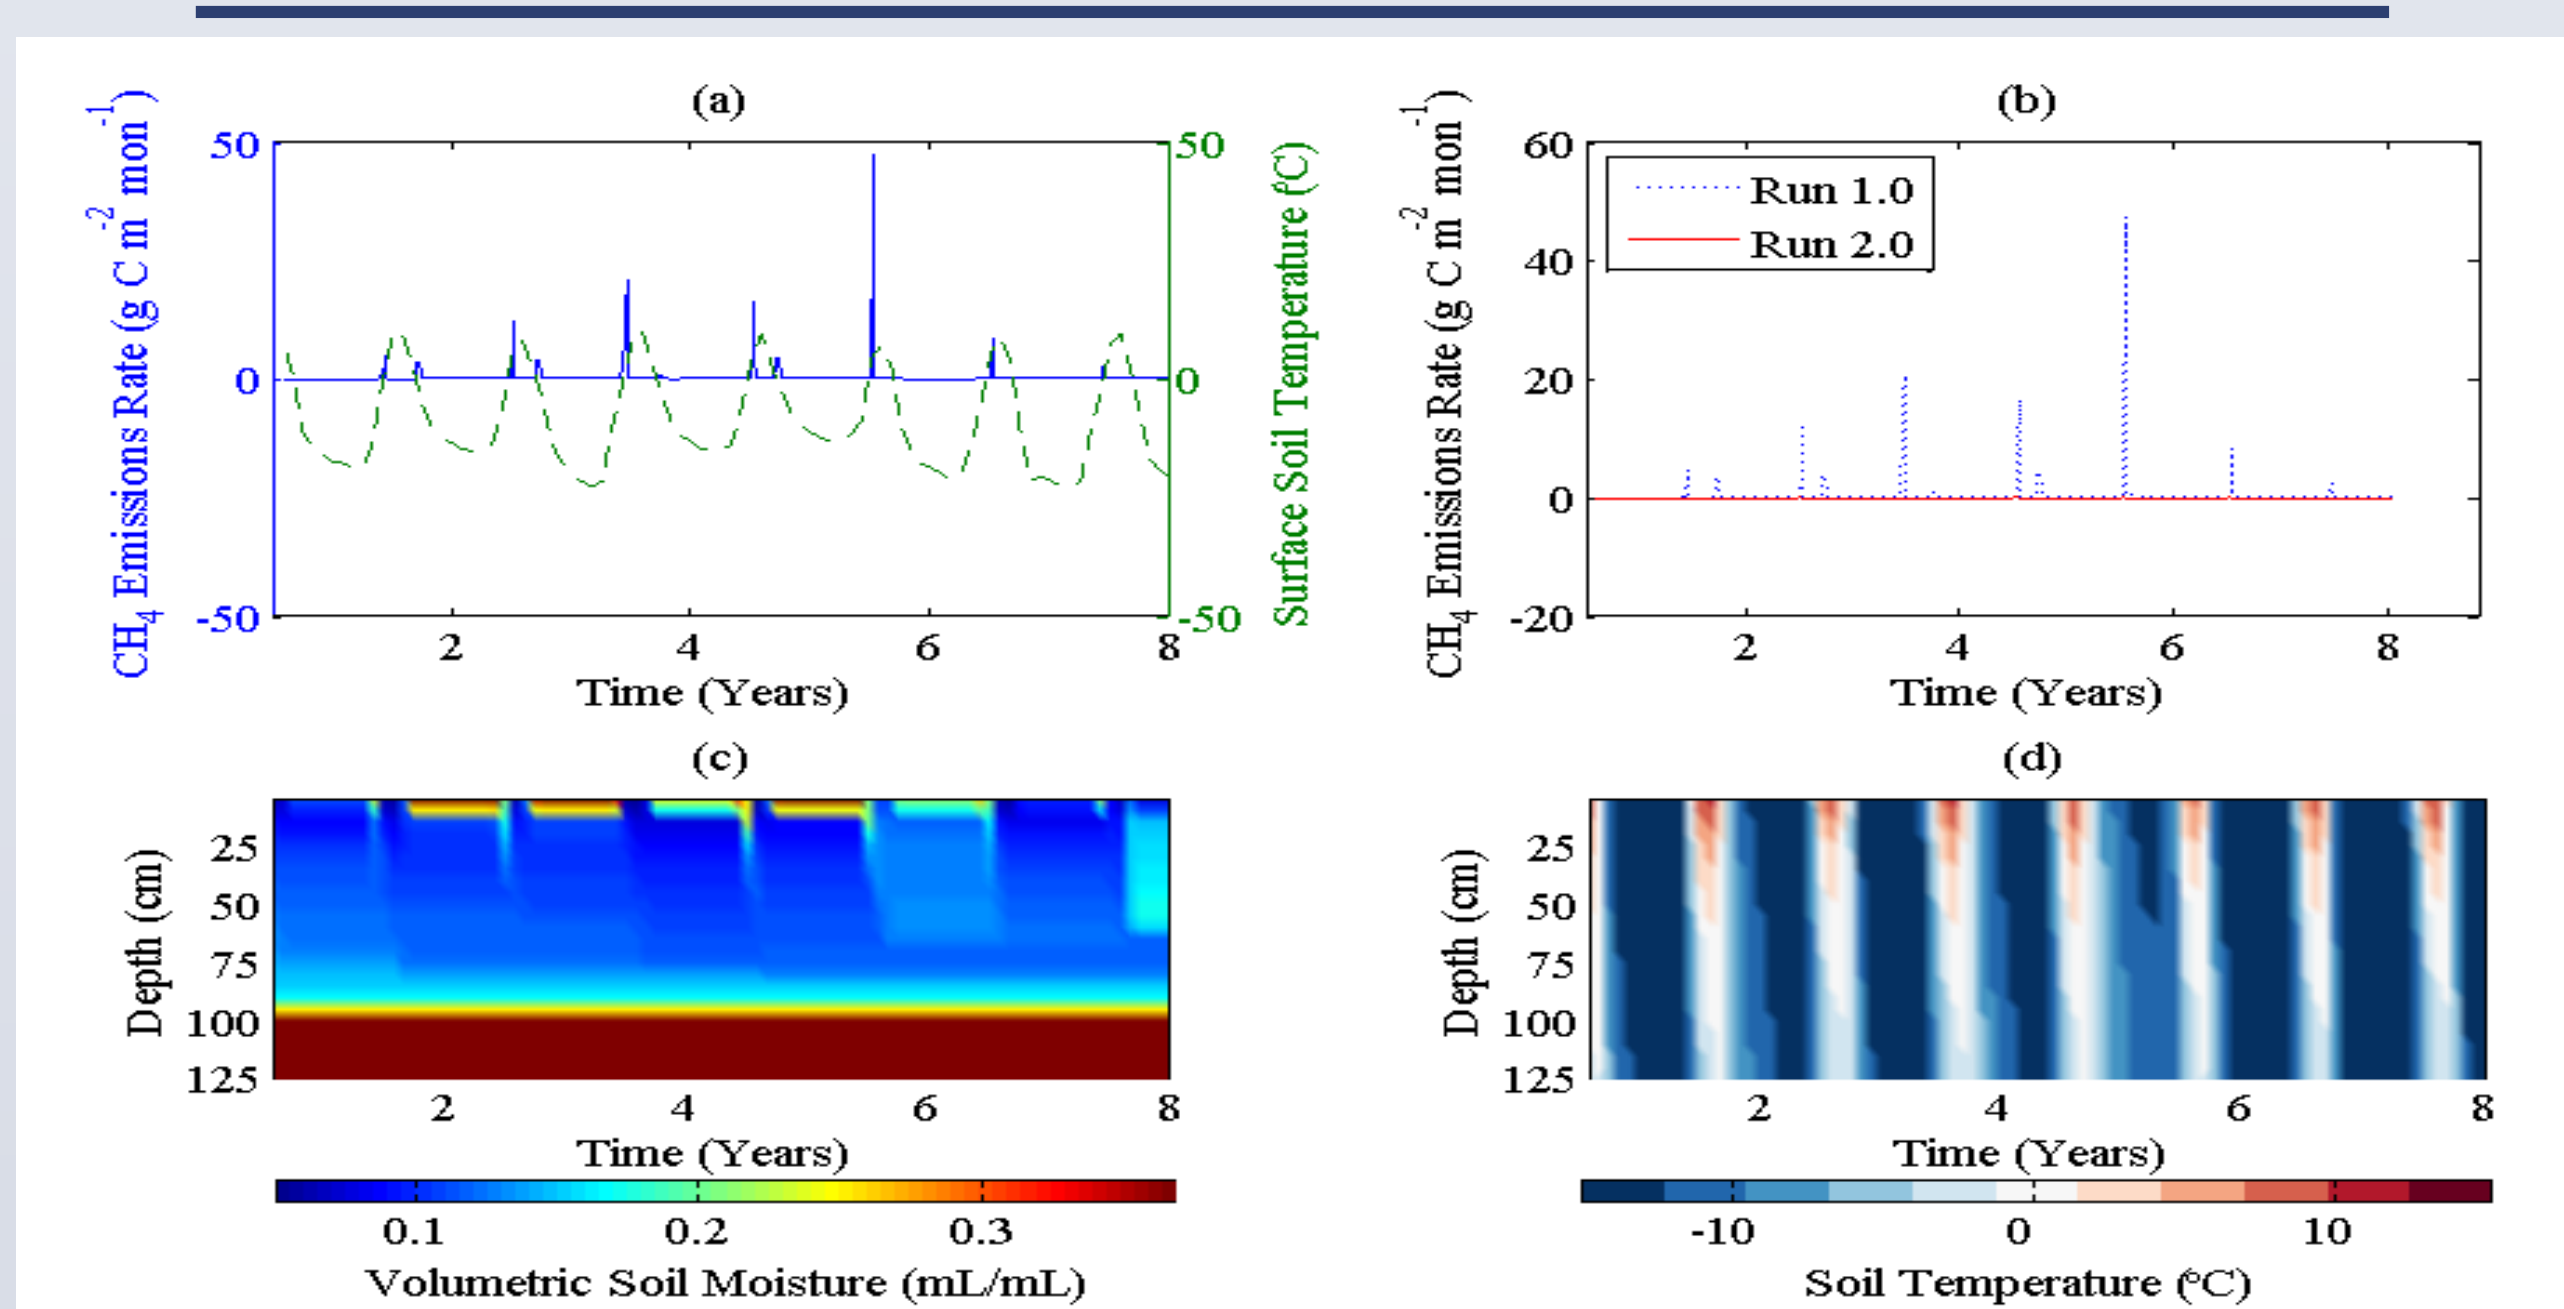 (a)
CH4 Emissions Rate (g C m-2 mon-1)
50
0
-50
50
0
-50
Surface Soil Temperature (ºC)
2 4 6 8
Time (Years)
(b)
CH4 Emissions Rate (g C m-2 mon-1)
60
40
20
0
-20
Run 1.0
Run 2.0
2 4 6 8
Time (Years)
(c)
Depth (cm)
25
50
75
100
125
2 4 6 8
Time (Years)
0.1 0.2 0.3
Volumetric Soil Moisture (mL/mL)
(d)
Depth (cm)
25
50
75
100
125
2 4 6 8
Time (Years)
-10 0 10
Soil Temperature (ºC)